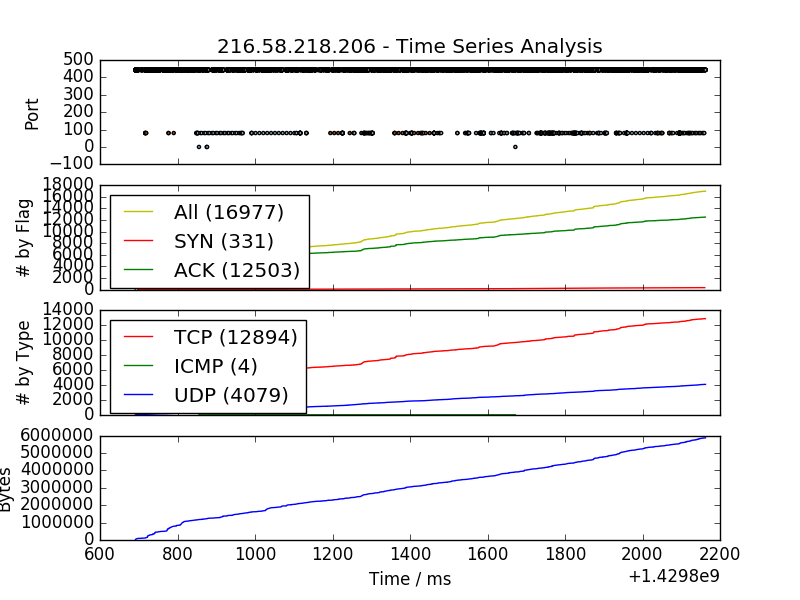 216.58.218.206 - Time Series Analysis
500
400
300
200
100
0
−100
Port
18000
16000
14000
12000
10000
8000
6000
4000
2000
0
# by Flag
All (16977)
SYN (331)
ACK (12503)
14000
12000
10000
8000
6000
4000
2000
0
# by Type
TCP (12894)
ICMP (4)
UDP (4079)
6000000
5000000
4000000
3000000
2000000
1000000
0
Bytes
600 800 1000 1200 1400 1600 1800 2000 2200
Time / ms
+1.4298e9